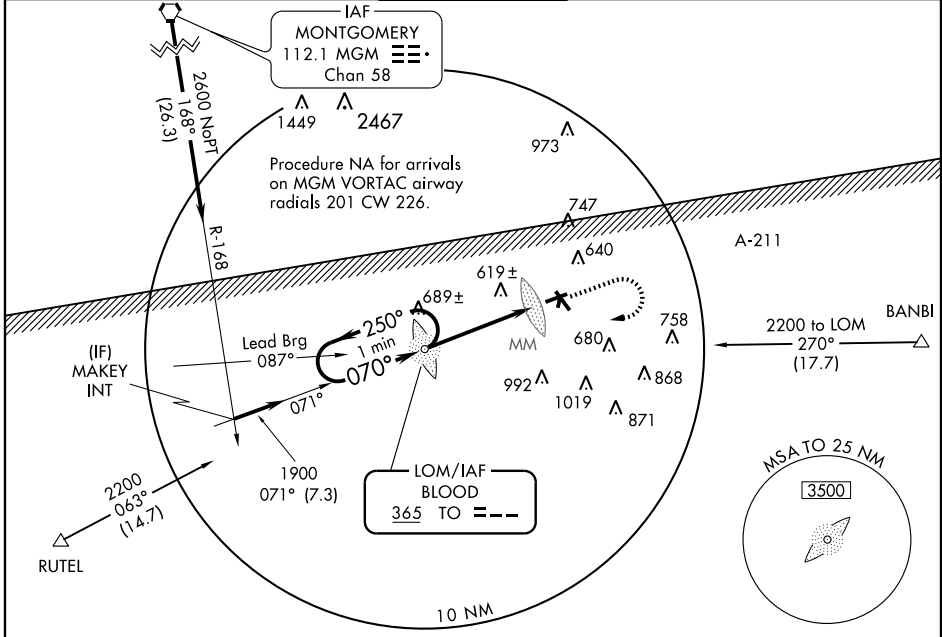 IAF
MONTGOMERY
112.1 MGM
Chan 58
2600 NoPT
168°
(26.3)
1449
2467
973
Procedure NA for arrivals
on MGM VORTAC airway
radials 201 CW 226.
R-168
747
640
A-211
619±
689±
Lead Brg
087°
250°
1 min
070°
MM
680
758
2200 to LOM
270°
(17.7)
BANBI
(IF)
MAKEY
INT
071°
992
1019
868
871
1900
071° (7.3)
LOM/IAF
BLOOD
365 TO
2200
063°
(14.7)
RUTEL
MSA TO 25 NM
3500
10 NM